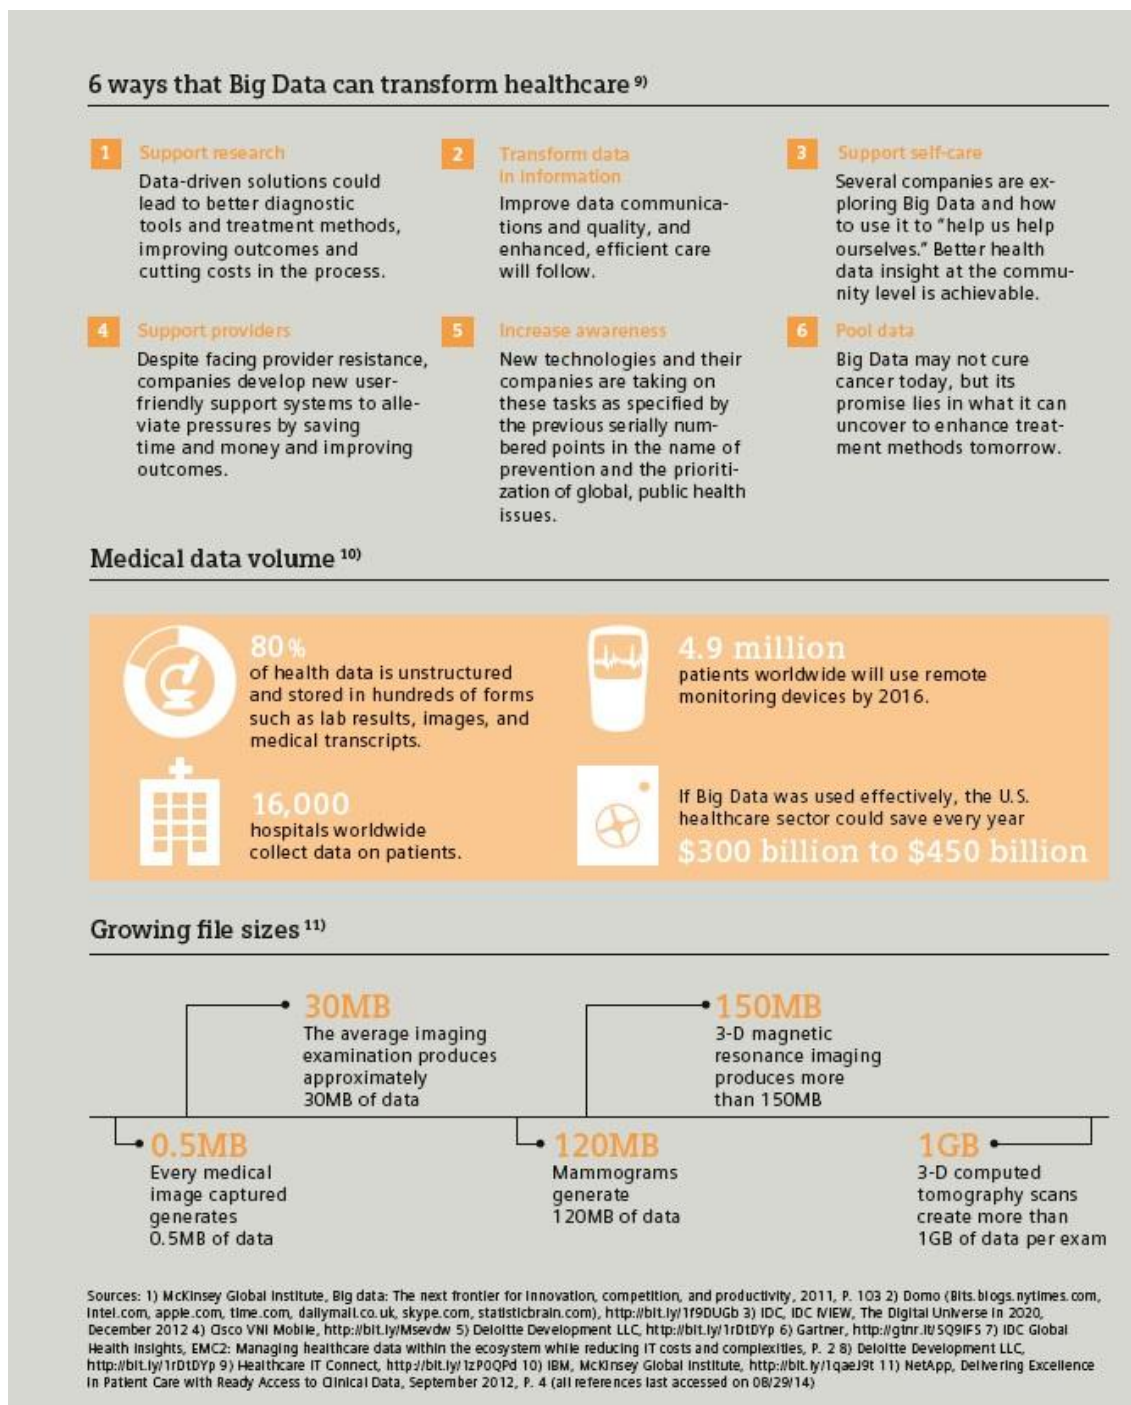 6 ways that Big Data can transform healthcare 9)
1 Support research
Data-driven solutions could
lead to better diagnostic
tools and treatment methods,
improving outcomes and
cutting costs in the process.
2 Transform data
in information
Improve data communica-
tions and quality, and
enhanced, efficient care
will follow.
3 Support self-care
Several companies are ex-
ploring Big Data and how
to use it to "help us help
ourselves." Better health
data insight at the commu-
nity level is achievable.
4 Support providers
Despite facing provider resistance,
companies develop new user-
friendly support systems to alle-
viate pressures by saving
time and money and improving
outcomes.
5 Increase awareness
New technologies and their
companies are taking on
these tasks as specified by
the previous serially num-
bered points in the name of
prevention and the prioriti-
zation of global, public health
issues.
6 Pool data
Big Data may not cure
cancer today, but its
promise lies in what it can
uncover to enhance treat-
ment methods tomorrow.
Medical data volume 10)
80%
of health data is unstructured
and stored in hundreds of forms
such as lab results, images, and
medical transcripts.
4.9 million
patients worldwide will use remote
monitoring devices by 2016.
16,000
hospitals worldwide
collect data on patients.
If Big Data was used effectively, the U.S.
healthcare sector could save every year
$300 billion to $450 billion
Growing file sizes 11)
30MB
The average imaging
examination produces
approximately
30MB of data
150MB
3-D magnetic
resonance imaging
produces more
than 150MB
0.5MB
Every medical
image captured
generates
0.5MB of data
120MB
Mammograms
generate
120MB of data
1GB
3-D computed
tomography scans
create more than
1GB of data per exam
Sources: 1) McKinsey Global Institute, Big data: The next frontier for innovation, competition, and productivity, 2011, P. 103 2) Domo (Bits.blogs.nytimes.com,
Intel.com, apple.com, time.com, dailymail.co.uk, skype.com, statisticbrain.com), http://bit.ly/1f9DUGb 3) IDC, IDC IVIEW, The Digital Universe in 2020,
December 2012 4) Cisco VNI Mobile, http://bit.ly/Msevdw 5) Deloitte Development LLC, http://bit.ly/1rDtDYp 6) Gartner, http://gtnr.it/SQ9IFS 7) IDC Global
Health Insights, EMC2: Managing healthcare data within the ecosystem while reducing IT costs and complexities, P. 2 8) Deloitte Development LLC,
http://bit.ly/1rDtDYp 9) Healthcare IT Connect, http://bit.ly/1zP0QPd 10) IBM, McKinsey Global Institute, http://bit.ly/1qaeJ9t 11) NetApp, Delivering Excellence
in Patient Care with Ready Access to Clinical Data, September 2012, P. 4 (all references last accessed on 08/29/14)